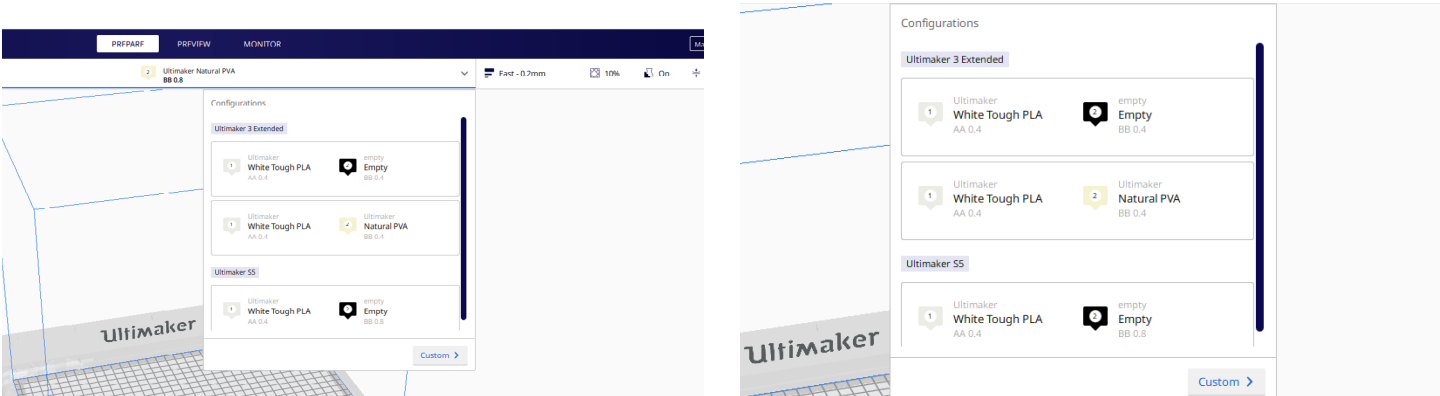 PREPARE PREVIEW MONITOR
Ma
2 Ultimaker Natural PVA
BB 0.8
Fast - 0.2mm 10% On
Configurations
Ultimaker 3 Extended
Ultimaker empty
1 White Tough PLA 2 Empty
AA 0.4 BB 0.4
Ultimaker Ultimaker
1 White Tough PLA 2 Natural PVA
AA 0.4 BB 0.4
Ultimaker S5
Ultimaker empty
1 White Tough PLA 2 Empty
AA 0.4 BB 0.8
Custom
Ultimaker
Configurations
Ultimaker 3 Extended
Ultimaker empty
1 White Tough PLA 2 Empty
AA 0.4 BB 0.4
Ultimaker Ultimaker
1 White Tough PLA 2 Natural PVA
AA 0.4 BB 0.4
Ultimaker S5
Ultimaker empty
1 White Tough PLA 2 Empty
AA 0.4 BB 0.8
Custom
Ultimaker